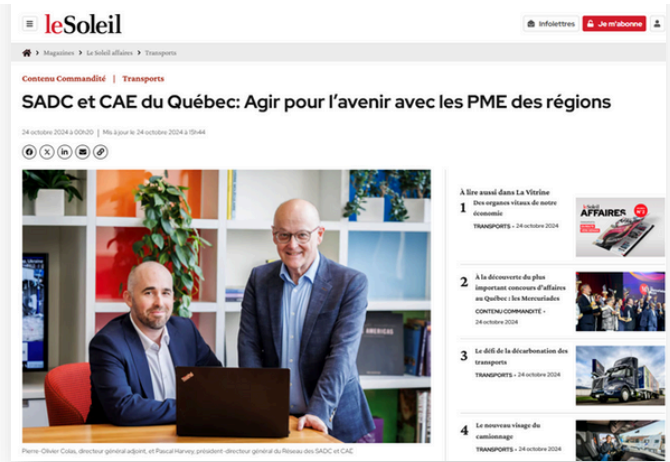 leSoleil
Infolettres
Je m'abonne
Magazines > Le Soleil affaires > Transports
Contenu Commandité | Transports
SADC et CAE du Québec: Agir pour l'avenir avec les PME des régions
24 octobre 2024 à 00h20 | Mis à jour le 24 octobre 2024 à 15h44
AMERICAS
Pierre-Olivier Colas, directeur général adjoint, et Pascal Harvey, président-directeur général du Réseau des SADC et CAE
À lire aussi dans La Vitrine
1 Des organes vitaux de notre
économie
TRANSPORTS - 24 octobre 2024
leSoleil
AFFAIRES
2 À la découverte du plus
important concours d'affaires
au Québec : les Mercuriades
CONTENU COMMANDITÉ -
24 octobre 2024
3 Le défi de la décarbonation des
transports
TRANSPORTS - 24 octobre 2024
4 Le nouveau visage du
camionnage
TRANSPORTS - 24 octobre 2024